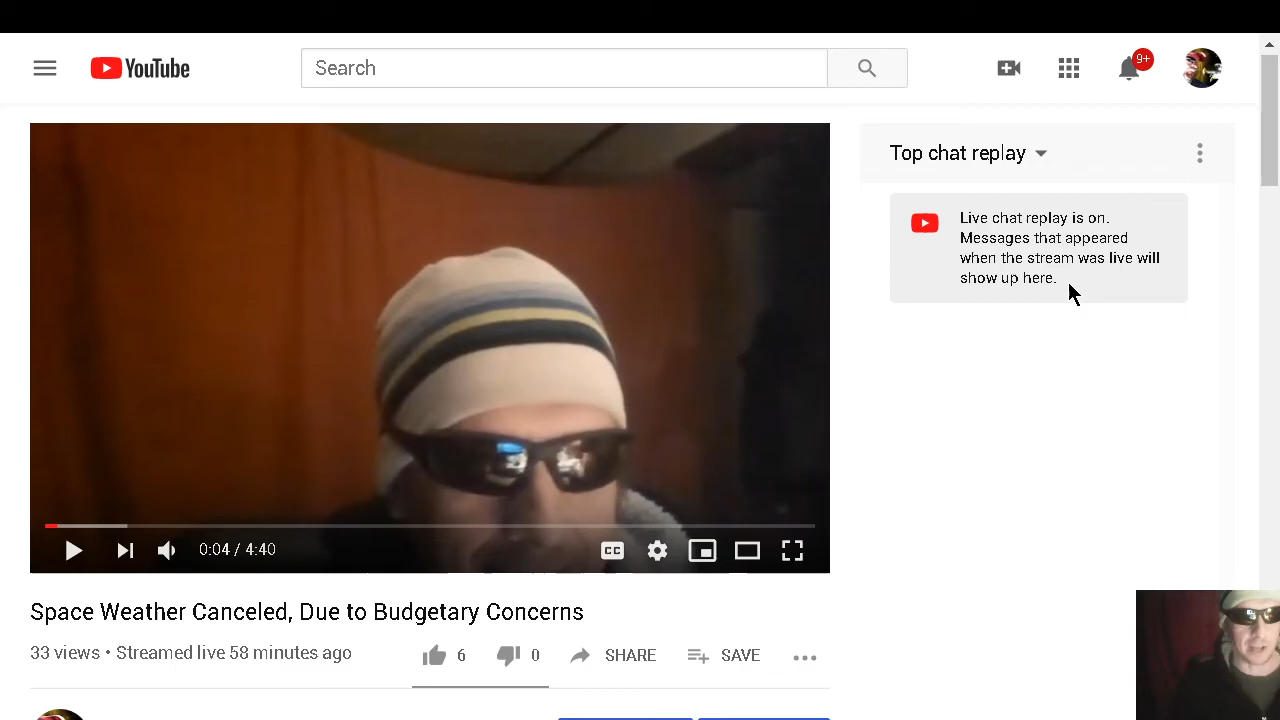 YouTube
Search
9+
Top chat replay
Live chat replay is on.
Messages that appeared
when the stream was live will
show up here.
0:04 / 4:40
CC
Space Weather Canceled, Due to Budgetary Concerns
33 views • Streamed live 58 minutes ago
6
0
SHARE
SAVE